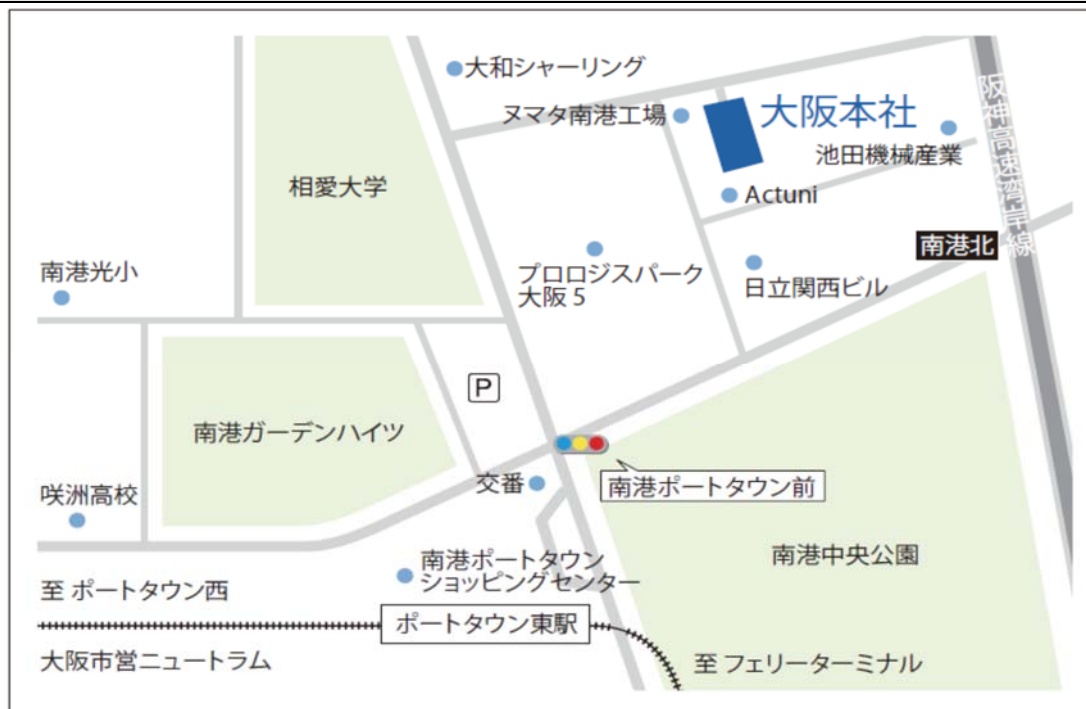 大和シャーリング
ヌマタ南港工場
大阪本社
池田機械産業
阪神高速湾岸線
相愛大学
Actuni
南港北
南港光小
プロロジスパーク
大阪5
日立関西ビル
P
南港ガーデンハイツ
交番
南港ポートタウン前
咲洲高校
南港ポートタウン
ショッピングセンター
南港中央公園
至 ポートタウン西
ポートタウン東駅
大阪市営ニュートラム
至 フェリーターミナル